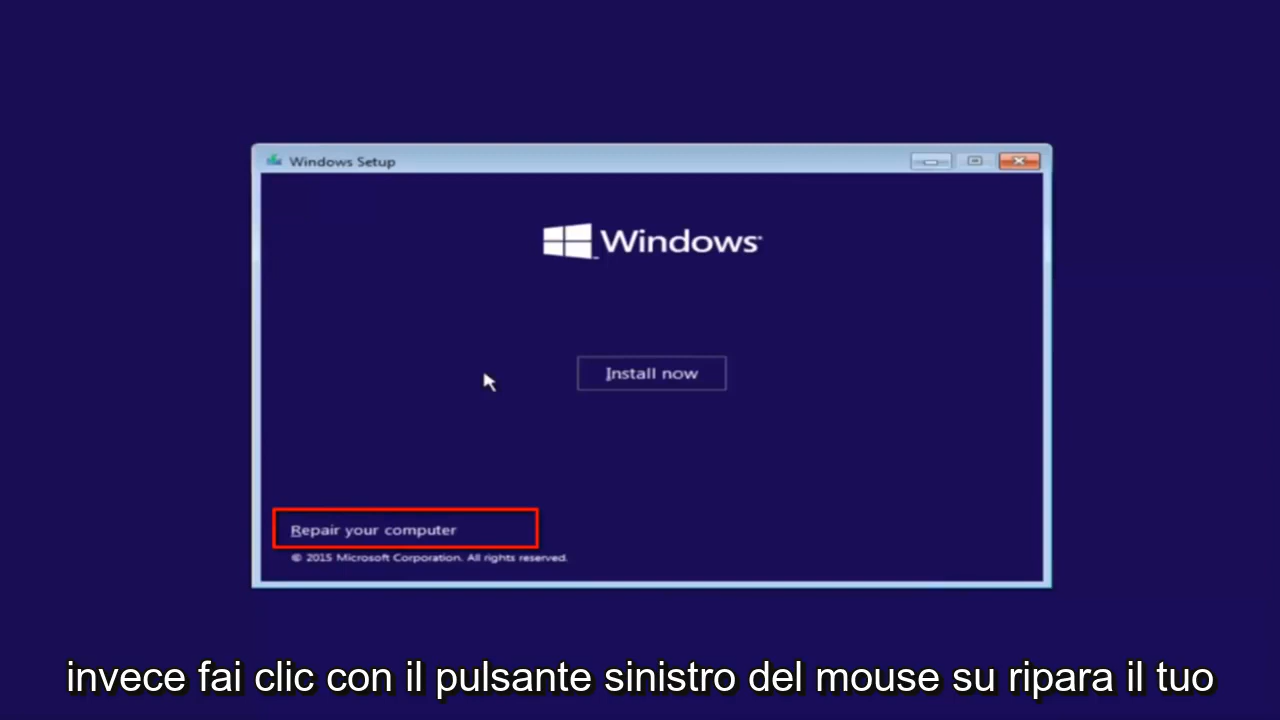 Windows Setup
Windows
Install now
Repair your computer
© 2015 Microsoft Corporation. All rights reserved.
invece fai clic con il pulsante sinistro del mouse su ripara il tuo